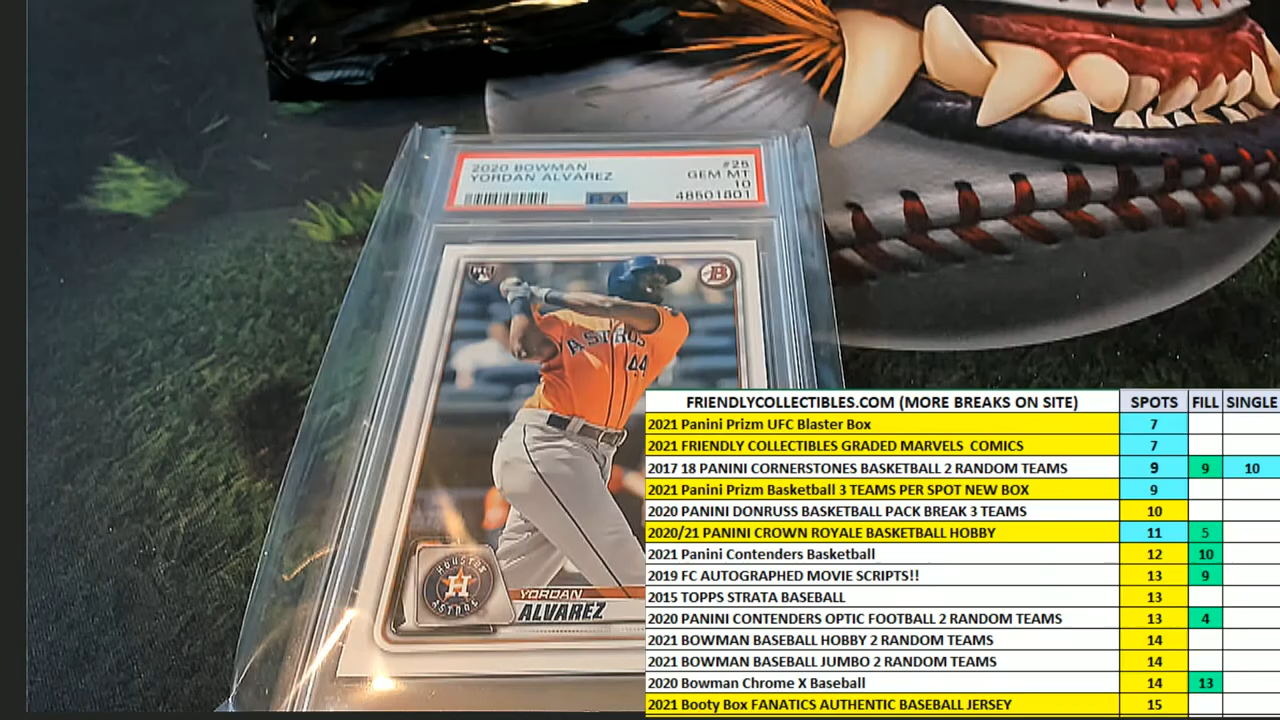 2020 BOWMAN #25
YORDAN ALVAREZ GEM MT
10
PSA 48501801
RC B
ASTROS
44
HOUSTON
H
ASTROS
YORDAN
ALVAREZ
FRIENDLYCOLLECTIBLES.COM (MORE BREAKS ON SITE) SPOTS FILL SINGLE
2021 Panini Prizm UFC Blaster Box 7
2021 FRIENDLY COLLECTIBLES GRADED MARVELS COMICS 7
2017 18 PANINI CORNERSTONES BASKETBALL 2 RANDOM TEAMS 9 9 10
2021 Panini Prizm Basketball 3 TEAMS PER SPOT NEW BOX 9
2020 PANINI DONRUSS BASKETBALL PACK BREAK 3 TEAMS 10
2020/21 PANINI CROWN ROYALE BASKETBALL HOBBY 11 5
2021 Panini Contenders Basketball 12 10
2019 FC AUTOGRAPHED MOVIE SCRIPTS!! 13 9
2015 TOPPS STRATA BASEBALL 13
2020 PANINI CONTENDERS OPTIC FOOTBALL 2 RANDOM TEAMS 13 4
2021 BOWMAN BASEBALL HOBBY 2 RANDOM TEAMS 14
2021 BOWMAN BASEBALL JUMBO 2 RANDOM TEAMS 14
2020 Bowman Chrome X Baseball 14 13
2021 Booty Box FANATICS AUTHENTIC BASEBALL JERSEY 15